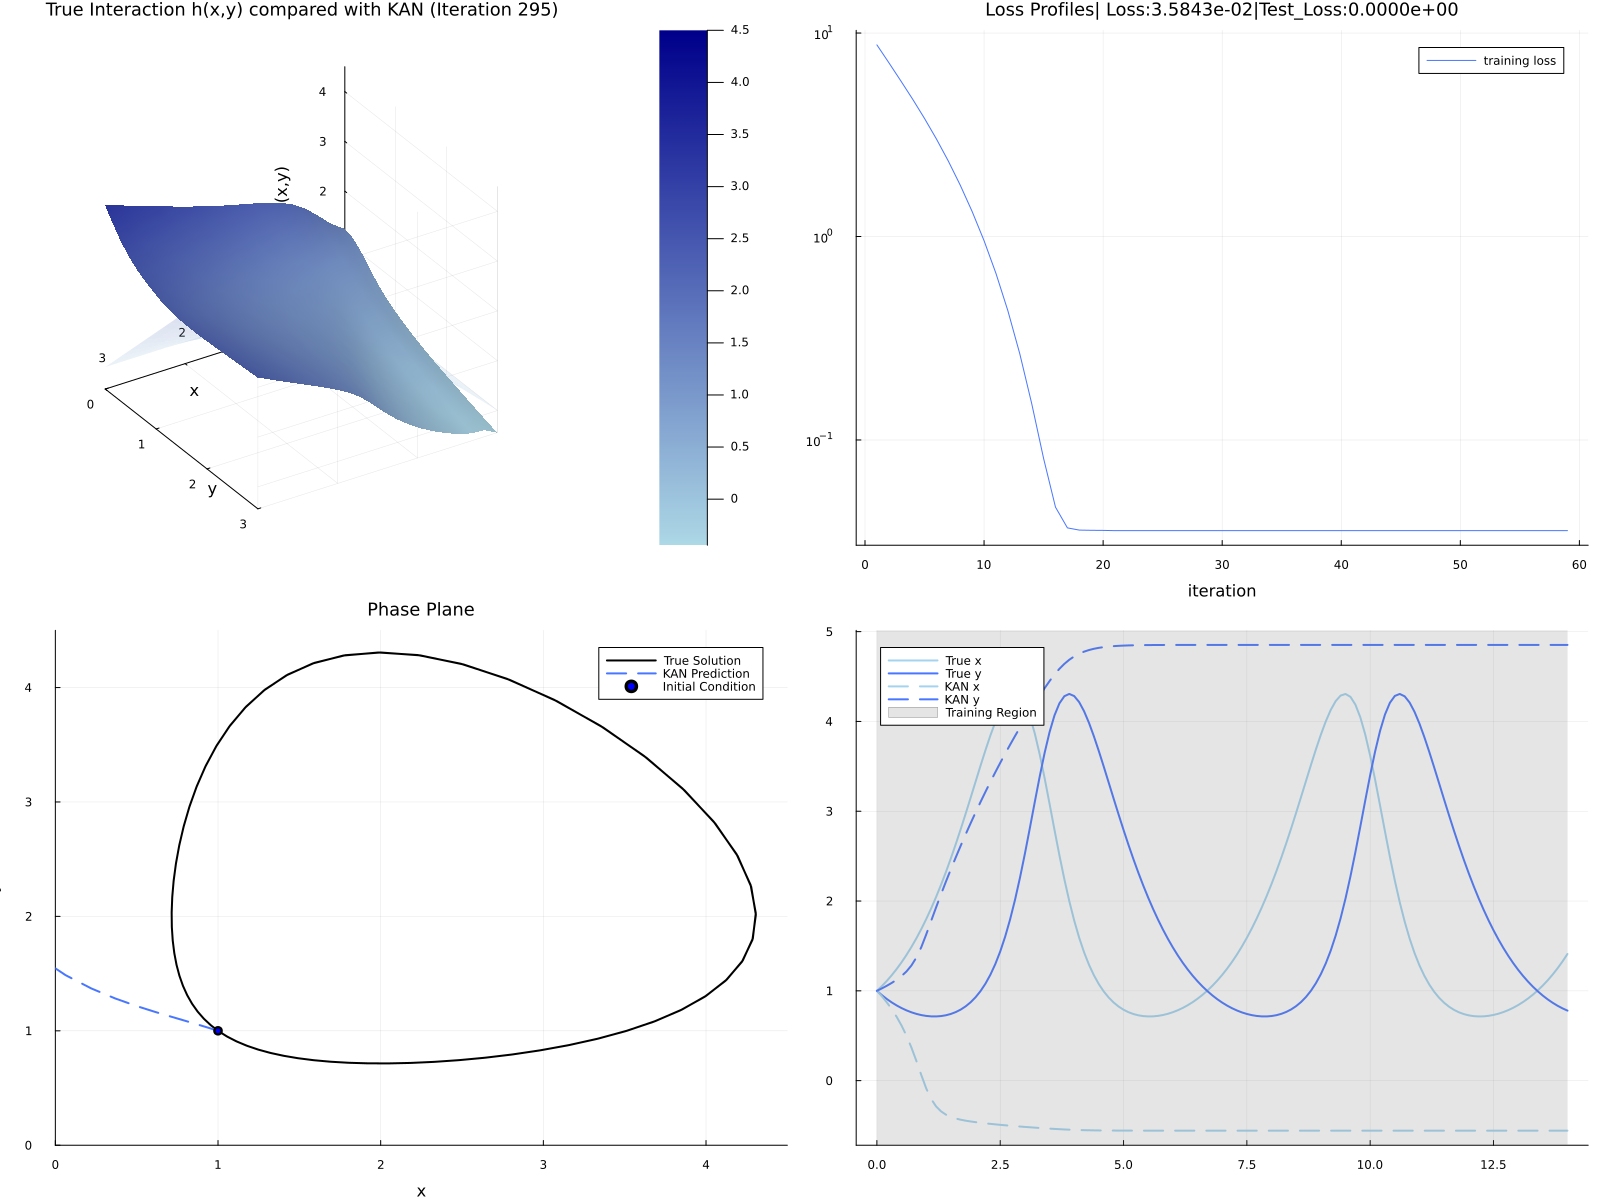 True Interaction h(x,y) compared with KAN (Iteration 295)
4.5
4.0
3.5
3.0
2.5
2.0
1.5
1.0
0.5
0
4
3
2
(x,y)
2
3
x
0
1
2
y
3
Loss Profiles| Loss:3.5843e-02|Test_Loss:0.0000e+00
training loss
10^1
10^0
10^-1
0 10 20 30 40 50 60
iteration
Phase Plane
True Solution
KAN Prediction
Initial Condition
4
3
2
1
0
0 1 2 3 4
x
True x
True y
KAN x
KAN y
Training Region
5
4
3
2
1
0
0.0 2.5 5.0 7.5 10.0 12.5